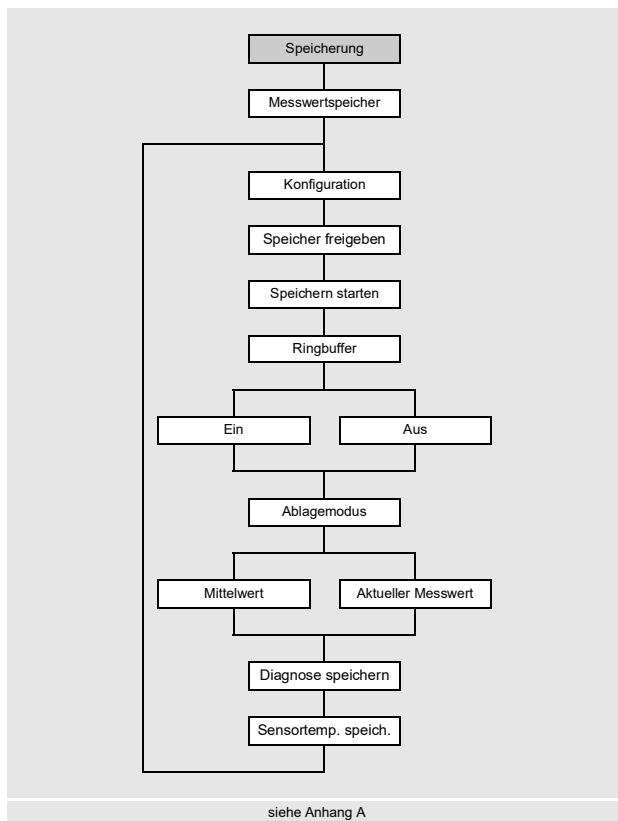 Speicherung
Messwertspeicher
Konfiguration
Speicher freigeben
Speichern starten
Ringbuffer
Ein
Aus
Ablagemodus
Mittelwert
Aktueller Messwert
Diagnose speichern
Sensortemp. speich.
siehe Anhang A